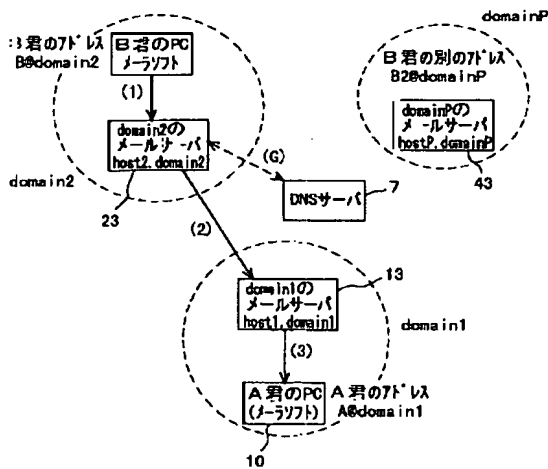 domainP
B君のアドレス
B@domain2
B君のPC
メーラソフト
(1)
domain2の
メールサーバ
host2.domain2
domain2
23
(G)
DNSサーバ
7
B君の別のアドレス
B2@domainP
domainPの
メールサーバ
hostP.domainP
43
(2)
domain1の
メールサーバ
host1.domain1
13
domain1
(3)
A君のPC
(メーラソフト)
A君のアドレス
A@domain1
10